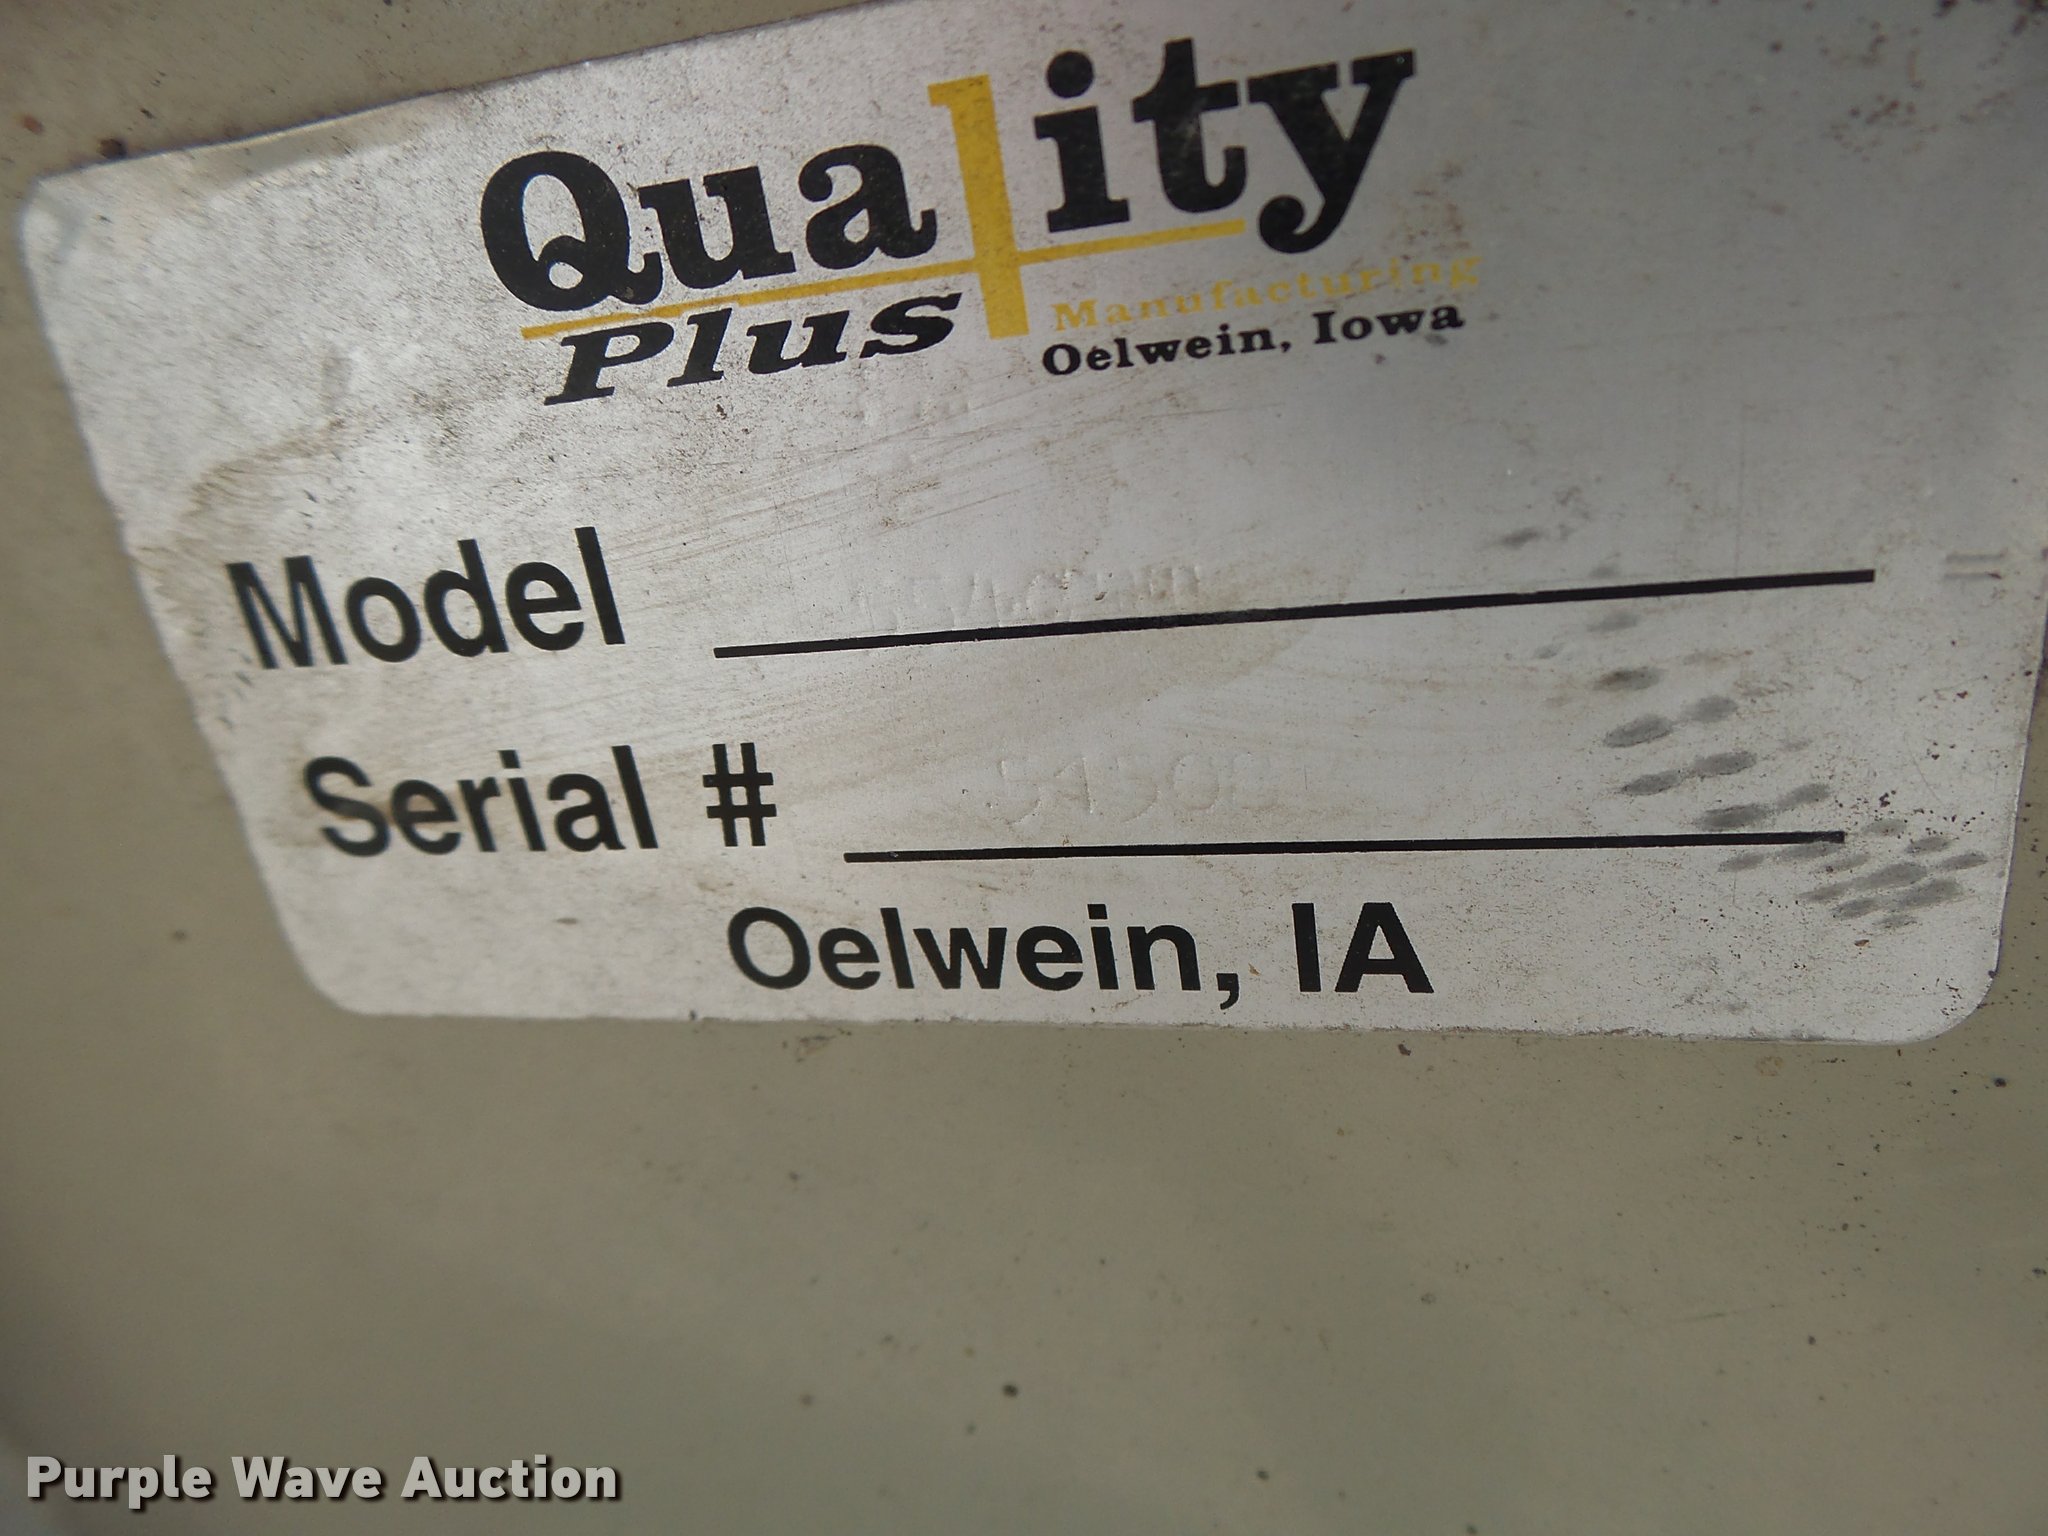 Quality
Plus Manufacturing
Oelwein, Iowa
Model
Serial #
Oelwein, IA
Purple Wave Auction